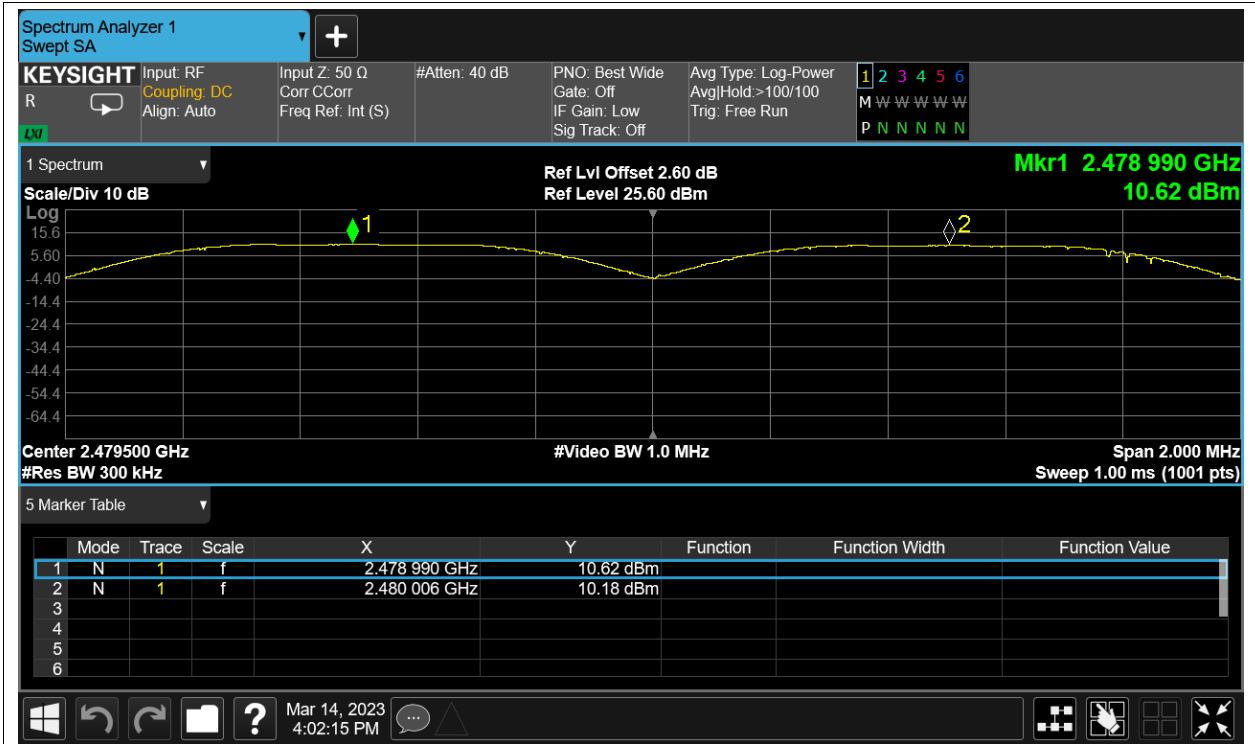 Spectrum Analyzer 1
Swept SA
KEYSIGHT
R
LXI
Input: RF
Coupling: DC
Align: Auto
Input Z: 50 Ω
Corr CCorr
Freq Ref: Int (S)
#Atten: 40 dB
PNO: Best Wide
Gate: Off
IF Gain: Low
Sig Track: Off
Avg Type: Log-Power
Avg|Hold:>100/100
Trig: Free Run
1 2 3 4 5 6
M W W W W W
P N N N N N
1 Spectrum
Scale/Div 10 dB
Ref Lvl Offset 2.60 dB
Ref Level 25.60 dBm
Mkr1 2.478 990 GHz
10.62 dBm
Log
15.6
5.60
-4.40
-14.4
-24.4
-34.4
-44.4
-54.4
-64.4
1
2
Center 2.479500 GHz
#Res BW 300 kHz
#Video BW 1.0 MHz
Span 2.000 MHz
Sweep 1.00 ms (1001 pts)
5 Marker Table
Mode Trace Scale X Y Function Function Width Function Value
1 N 1 f 2.478 990 GHz 10.62 dBm
2 N 1 f 2.480 006 GHz 10.18 dBm
3
4
5
6
?
Mar 14, 2023
4:02:15 PM